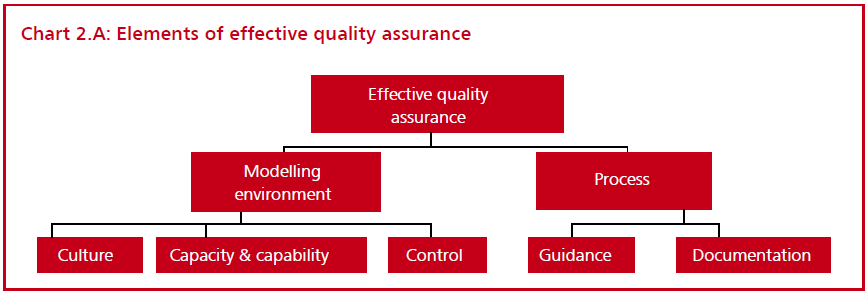 Chart 2.A: Elements of effective quality assurance
Effective quality
assurance
Modelling
environment
Process
Culture
Capacity & capability
Control
Guidance
Documentation